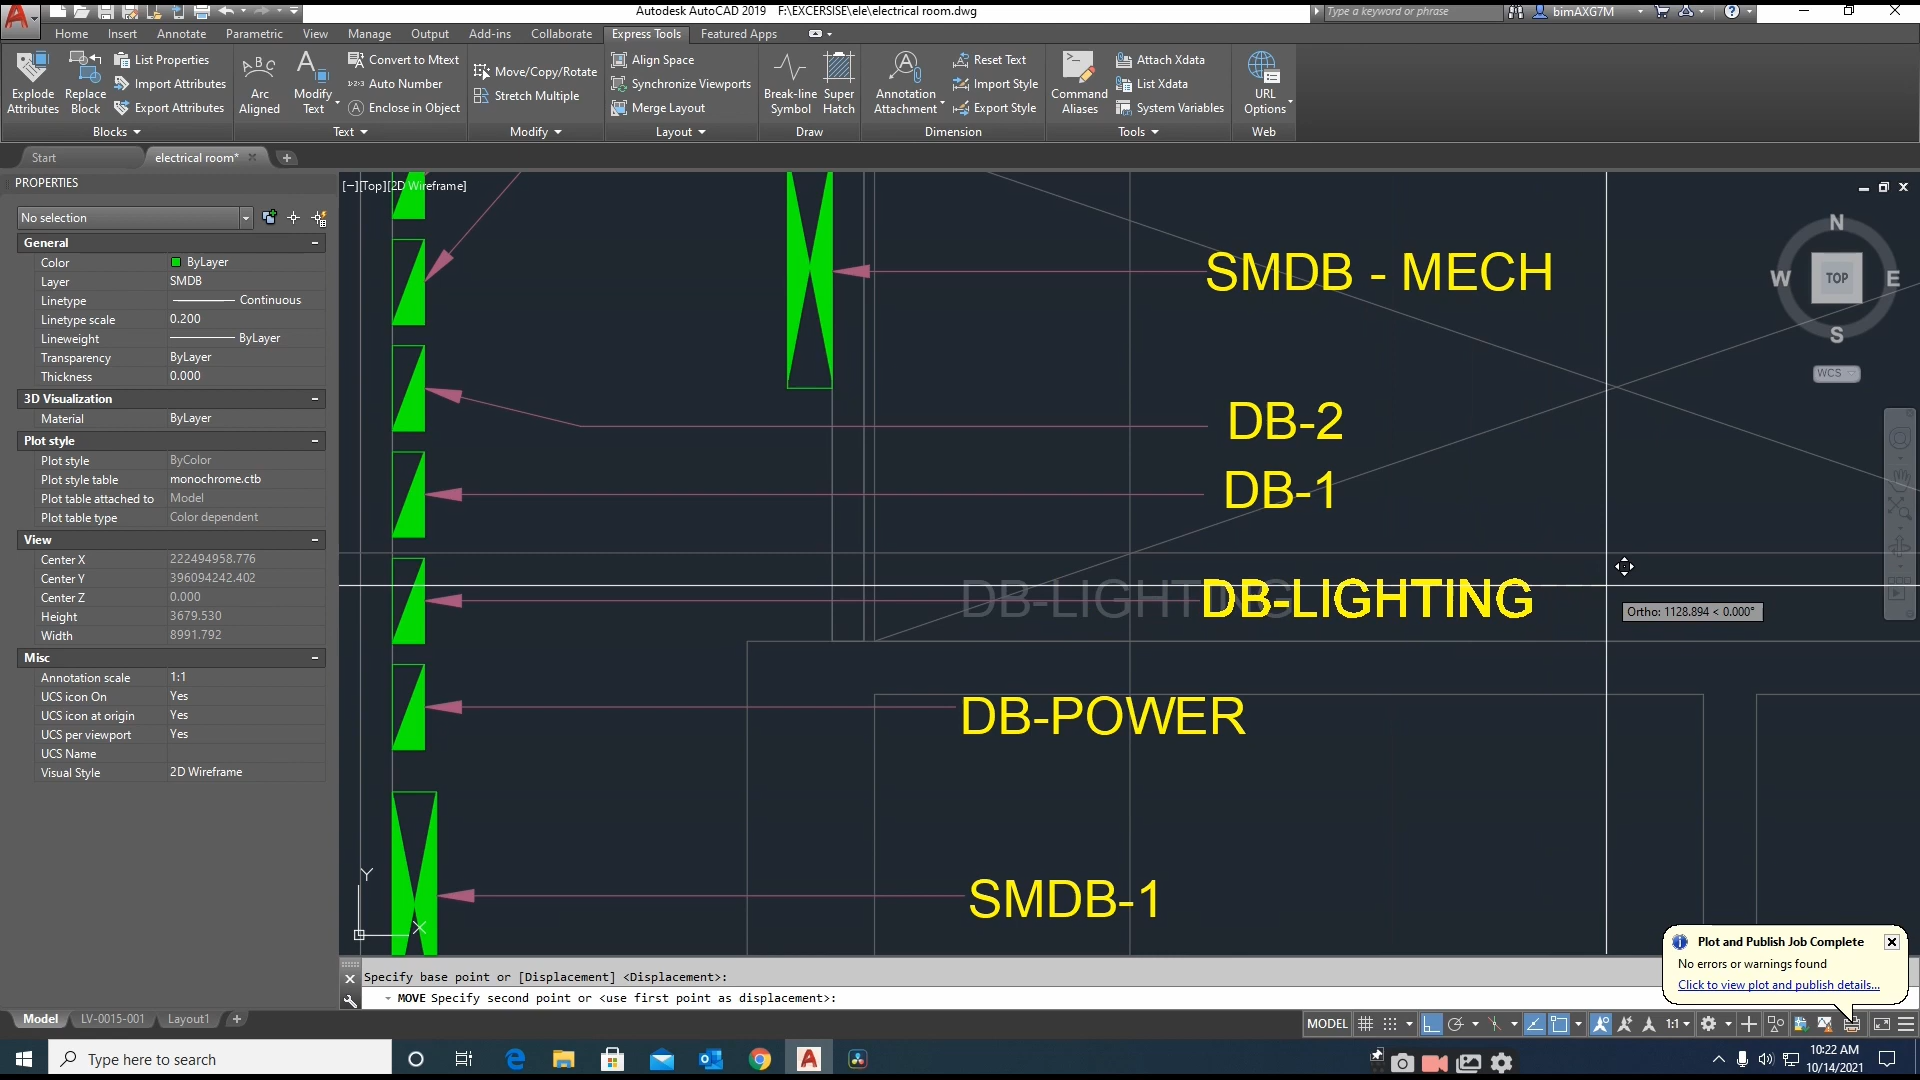 Autodesk AutoCAD 2019 F:\EXCERSISE\ele\electrical room.dwg
Type a keyword or phrase
bimAXG7M
Home Insert Annotate Parametric View Manage Output Add-ins Collaborate Express Tools Featured Apps
Explode Attributes
Replace Block
List Properties
Import Attributes
Export Attributes
Blocks
Arc Aligned
Modify Text
Convert to Mtext
Auto Number
Enclose in Object
Text
Move/Copy/Rotate
Stretch Multiple
Modify
Align Space
Synchronize Viewports
Merge Layout
Layout
Break-line Symbol
Super Hatch
Draw
Annotation Attachment
Reset Text
Import Style
Export Style
Dimension
Command Aliases
Attach Xdata
List Xdata
System Variables
Tools
URL Options
Web
Start electrical room*
PROPERTIES
No selection
General
Color ByLayer
Layer SMDB
Linetype Continuous
Linetype scale 0.200
Lineweight ByLayer
Transparency ByLayer
Thickness 0.000
3D Visualization
Material ByLayer
Plot style
Plot style ByColor
Plot style table monochrome.ctb
Plot table attached to Model
Plot table type Color dependent
View
Center X 222494958.776
Center Y 396094242.402
Center Z 0.000
Height 3679.530
Width 8991.792
Misc
Annotation scale 1:1
UCS icon On Yes
UCS icon at origin Yes
UCS per viewport Yes
UCS Name
Visual Style 2D Wireframe
[−][Top][2D Wireframe]
N
W TOP E
S
WCS
SMDB - MECH
DB-2
DB-1
DB-LIGHTING
DB-LIGHTING
Ortho: 1128.894 < 0.000°
DB-POWER
SMDB-1
Y
X
Specify base point or [Displacement] <Displacement>:
MOVE Specify second point or <use first point as displacement>:
Plot and Publish Job Complete
No errors or warnings found
Click to view plot and publish details...
Model LV-0015-001 Layout1
MODEL 1:1
Type here to search
10:22 AM
10/14/2021